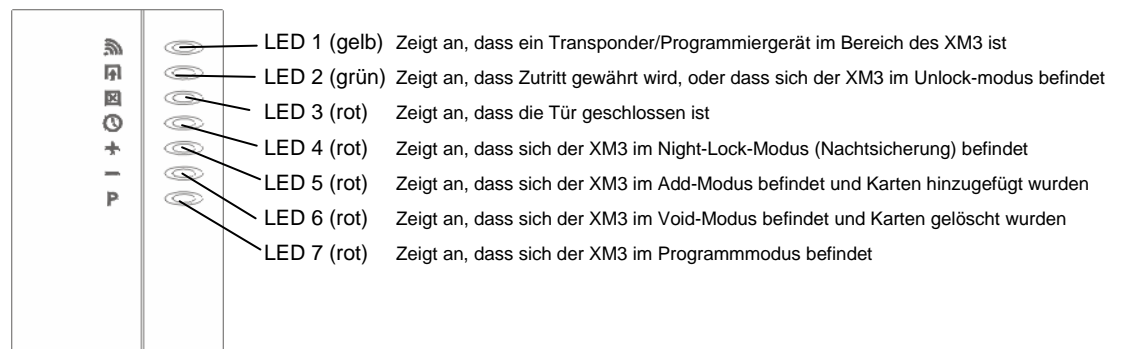 LED 1 (gelb) Zeigt an, dass ein Transponder/Programmiergerät im Bereich des XM3 ist
LED 2 (grün) Zeigt an, dass Zutritt gewährt wird, oder dass sich der XM3 im Unlock-modus befindet
LED 3 (rot) Zeigt an, dass die Tür geschlossen ist
LED 4 (rot) Zeigt an, dass sich der XM3 im Night-Lock-Modus (Nachtsicherung) befindet
LED 5 (rot) Zeigt an, dass sich der XM3 im Add-Modus befindet und Karten hinzugefügt wurden
LED 6 (rot) Zeigt an, dass sich der XM3 im Void-Modus befindet und Karten gelöscht wurden
P
LED 7 (rot) Zeigt an, dass sich der XM3 im Programmmodus befindet